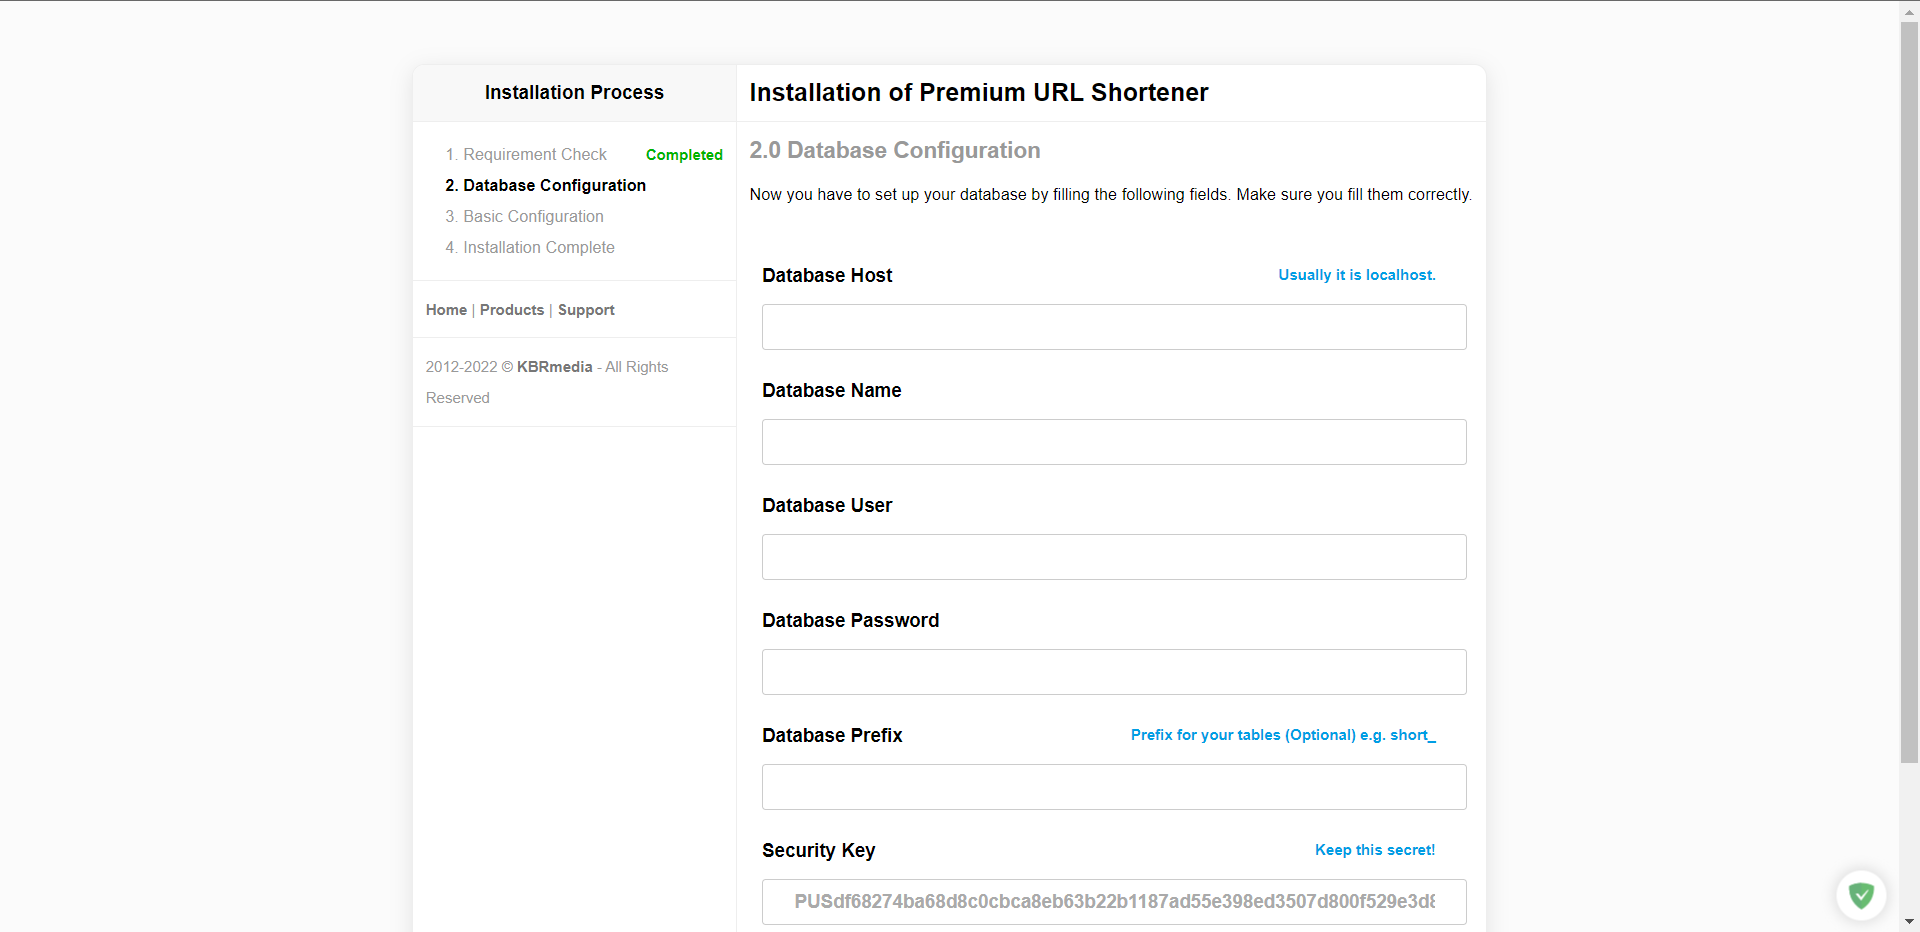 Installation Process
1. Requirement Check Completed
2. Database Configuration
3. Basic Configuration
4. Installation Complete
Home | Products | Support
2012-2022 © KBRmedia - All Rights
Reserved
Installation of Premium URL Shortener
2.0 Database Configuration
Now you have to set up your database by filling the following fields. Make sure you fill them correctly.
Database Host Usually it is localhost.
Database Name
Database User
Database Password
Database Prefix Prefix for your tables (Optional) e.g. short_
Security Key Keep this secret!
PUSdf68274ba68d8c0cbca8eb63b22b1187ad55e398ed3507d800f529e3d8